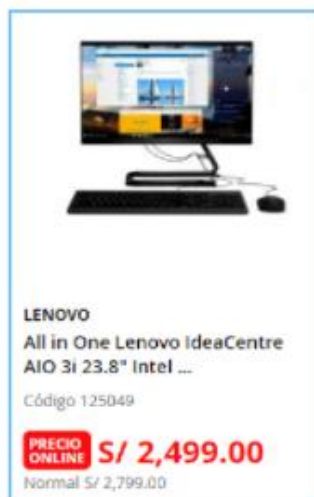 LENOVO
All in One Lenovo IdeaCentre
AIO 3i 23.8" Intel ...
Código 125049
PRECIO
ONLINE S/ 2,499.00
Normal S/ 2,799.00